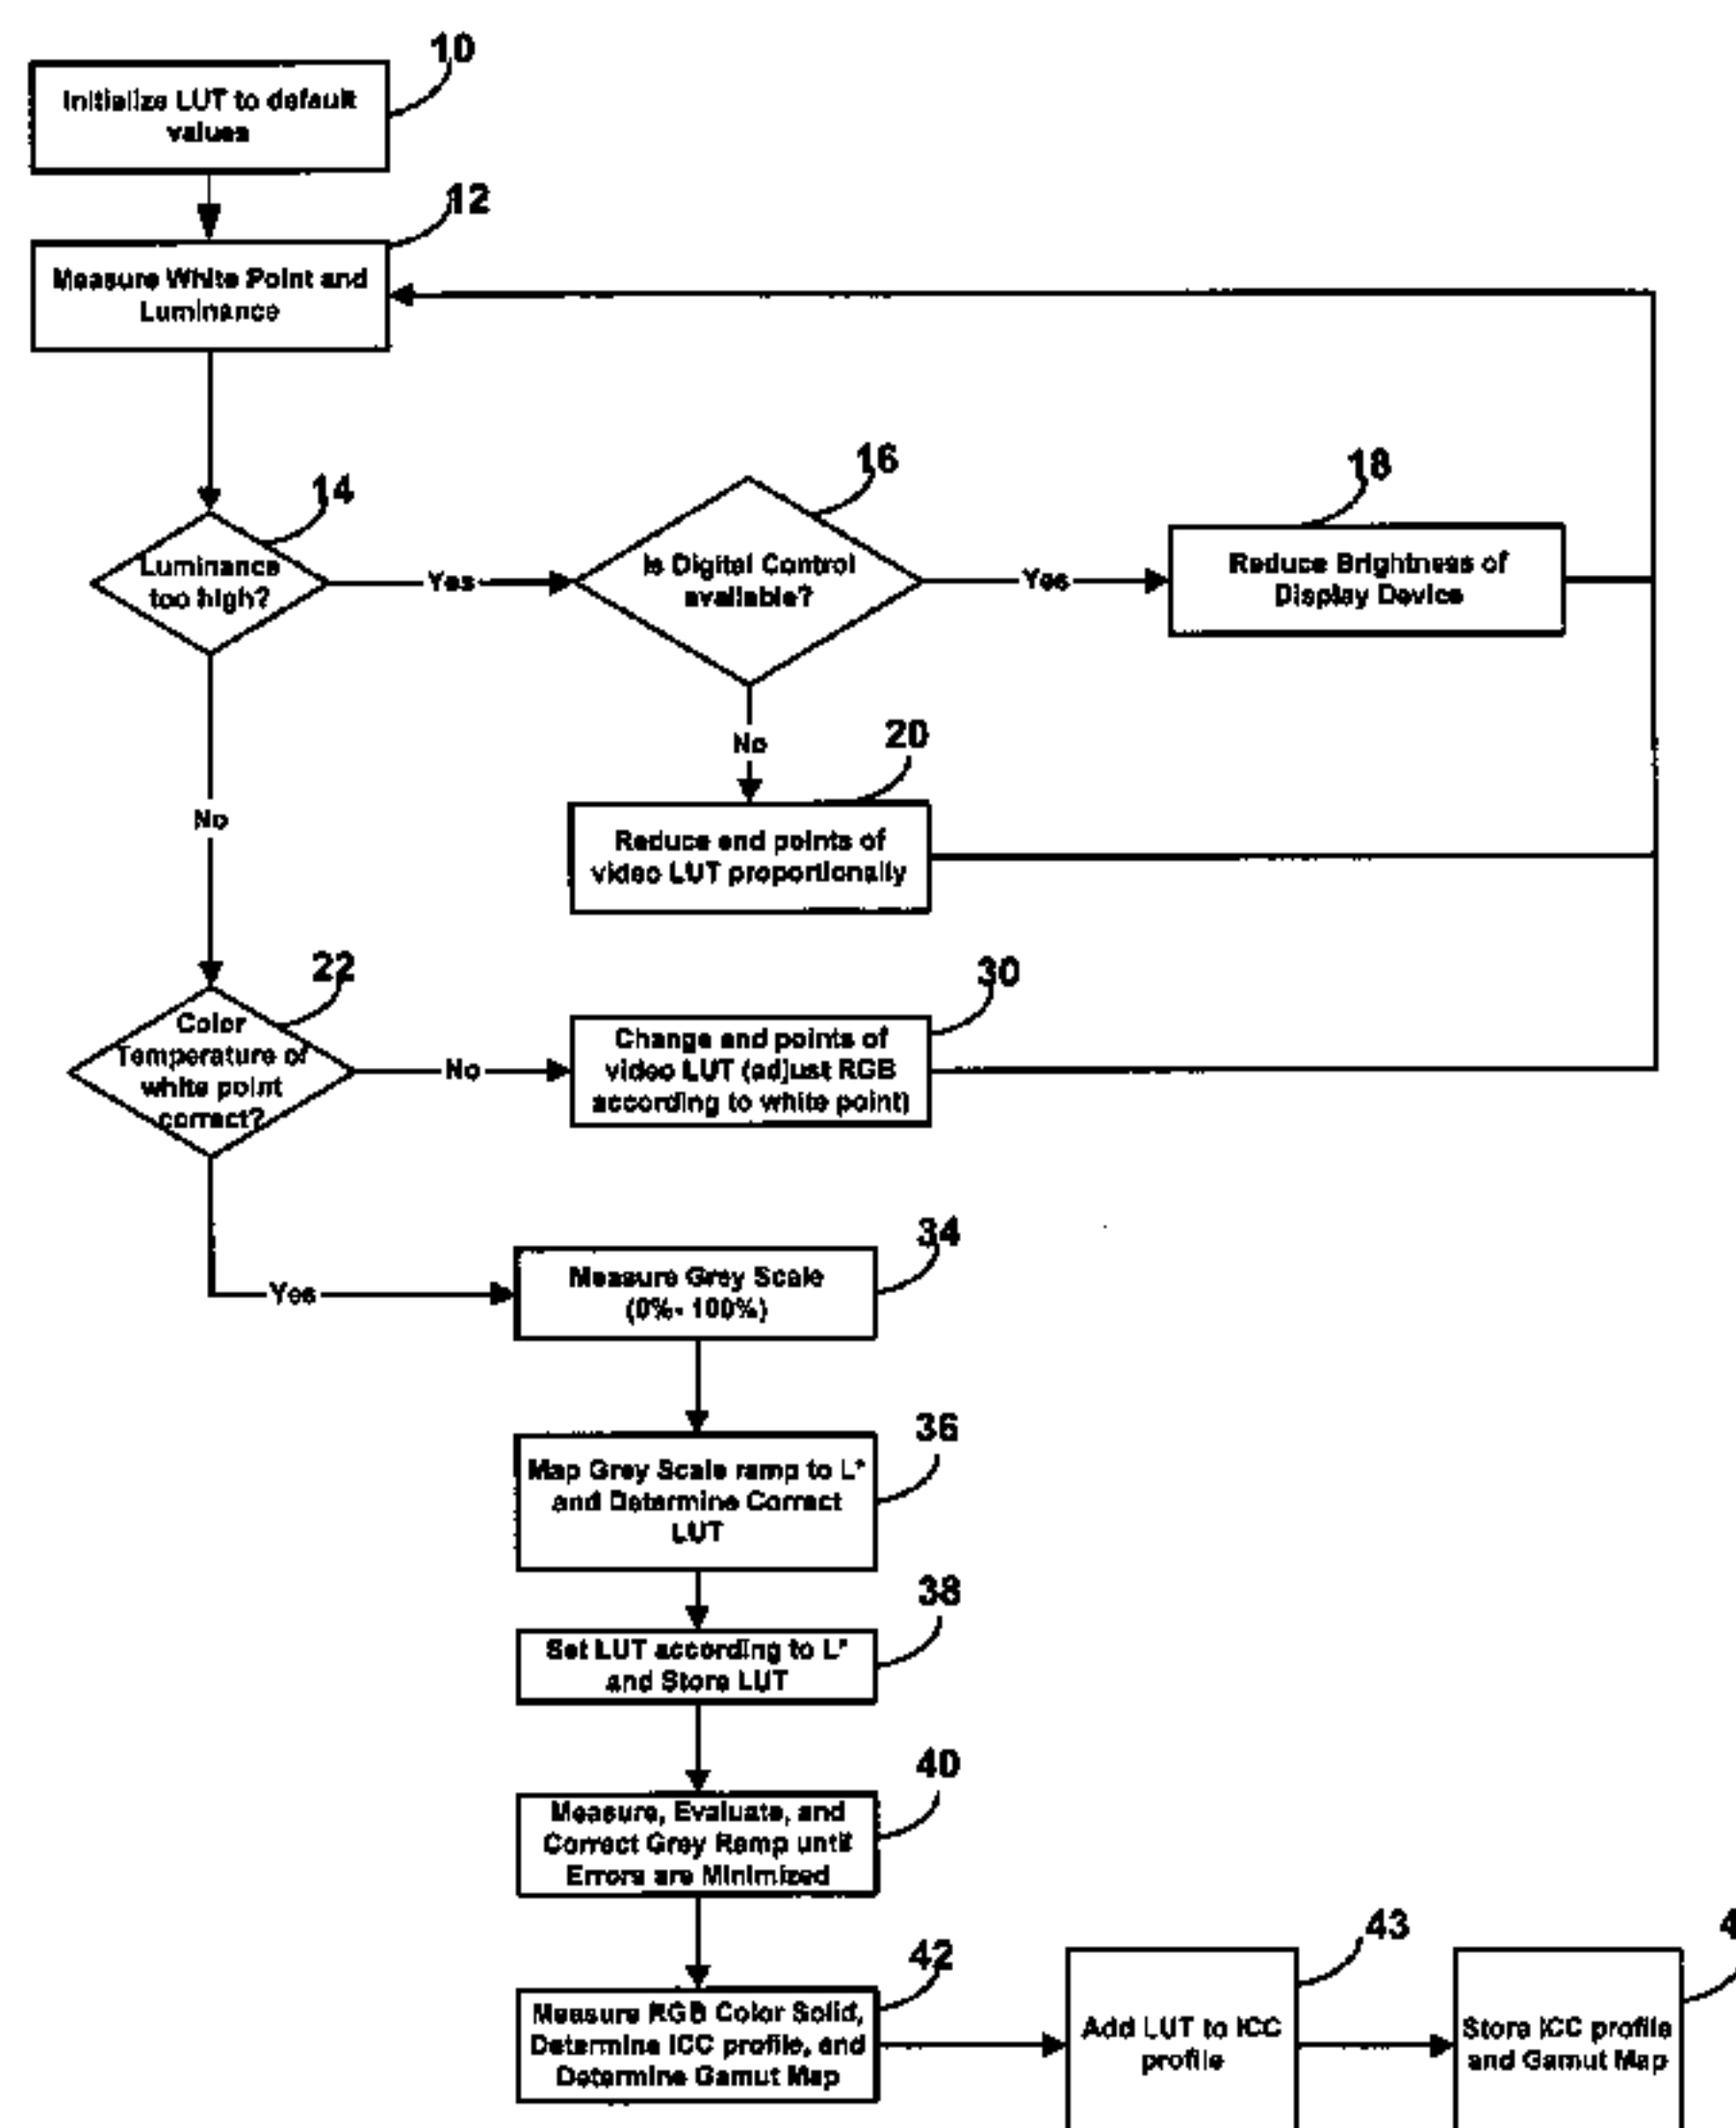 10
Initialize LUT to default
values
12
Measure White Point and
Luminance
14
Luminance
too high?
Yes
16
Is Digital Control
available?
Yes
18
Reduce Brightness of
Display Device
No
20
Reduce end points of
video LUT proportionally
No
22
Color
Temperature of
white point
correct?
No
30
Change end points of
video LUT (adjust RGB
according to white point)
Yes
34
Measure Grey Scale
(0%- 100%)
36
Map Grey Scale ramp to L*
and Determine Correct
LUT
38
Set LUT according to L*
and Store LUT
40
Measure, Evaluate, and
Correct Grey Ramp until
Errors are Minimized
42
Measure RGB Color Solid,
Determine ICC profile, and
Determine Gamut Map
43
Add LUT to ICC
profile
Store ICC profile
and Gamut Map